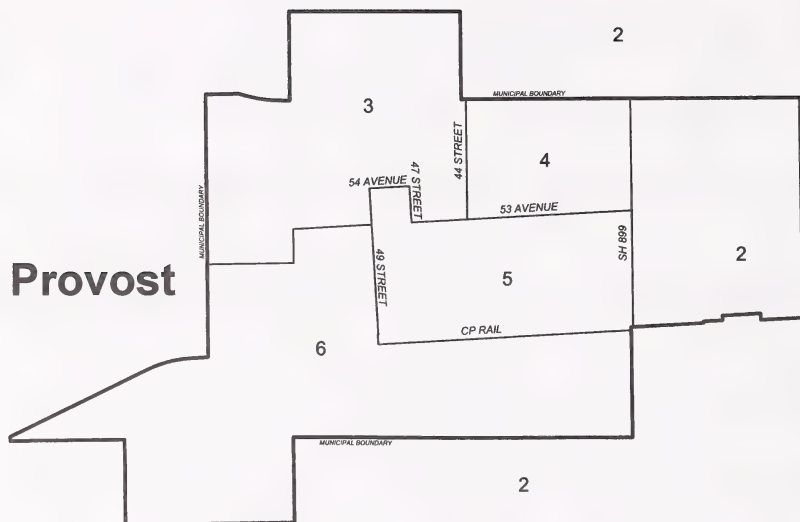 2
MUNICIPAL BOUNDARY
3
44 STREET
4
47 STREET
54 AVENUE
53 AVENUE
MUNICIPAL BOUNDARY
SH 899
2
Provost
49 STREET
5
CP RAIL
6
MUNICIPAL BOUNDARY
2